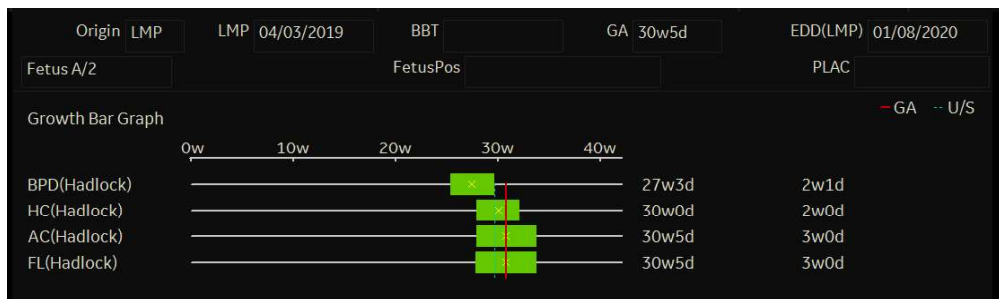 Origin LMP LMP 04/03/2019 BBT GA 30w5d EDD(LMP) 01/08/2020
Fetus A/2 FetusPos PLAC
Growth Bar Graph GA U/S
0w 10w 20w 30w 40w
BPD(Hadlock) 27w3d 2w1d
HC(Hadlock) 30w0d 2w0d
AC(Hadlock) 30w5d 3w0d
FL(Hadlock) 30w5d 3w0d